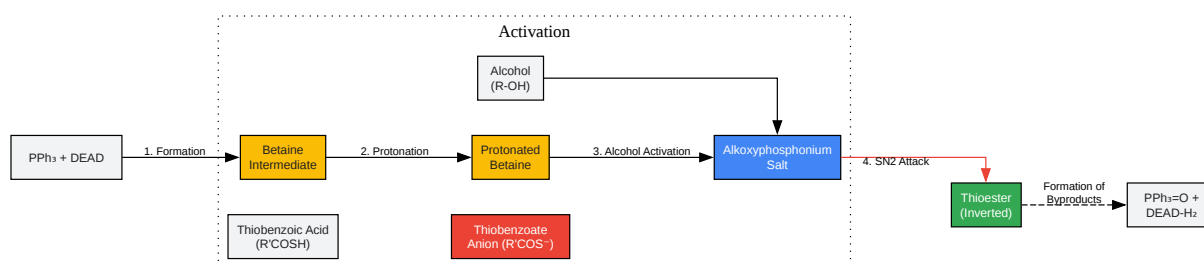 Activation
Alcohol
(R-OH)
PPh₃ + DEAD
1. Formation
Betaine
Intermediate
2. Protonation
Protonated
Betaine
3. Alcohol Activation
Alkoxyphosphonium
Salt
4. SN2 Attack
Thioester
(Inverted)
Formation of
Byproducts
PPh₃=O +
DEAD-H₂
Thiobenzoic Acid
(R'COSH)
Thiobenzoate
Anion (R'COS⁻)